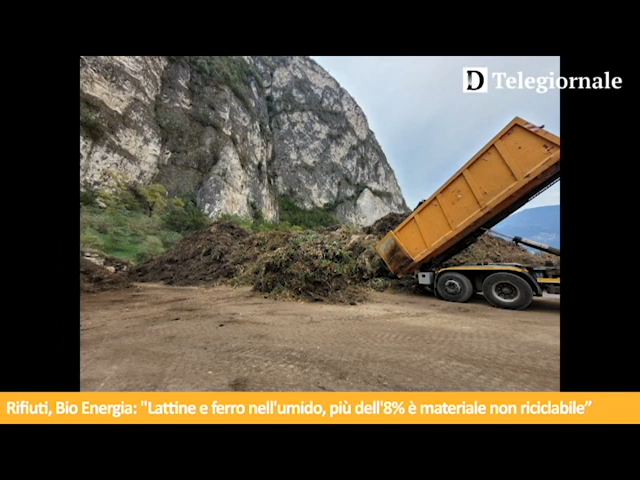 D Telegiornale
Rifiuti, Bio Energia: "Lattine e ferro nell'umido, più dell'8% è materiale non riciclabile”